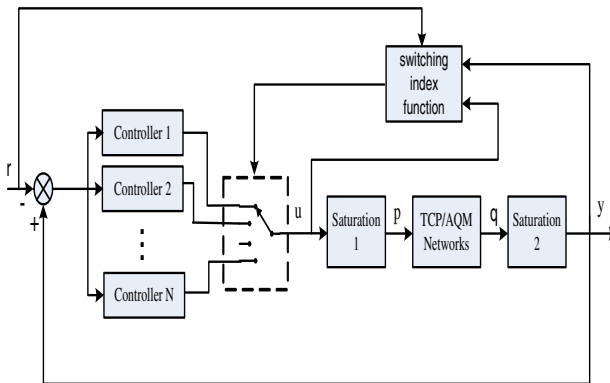 switching
index
function
Controller 1
r
-
+
Controller 2
Controller N
u
Saturation
1
p
TCP/AQM
Networks
q
Saturation
2
y